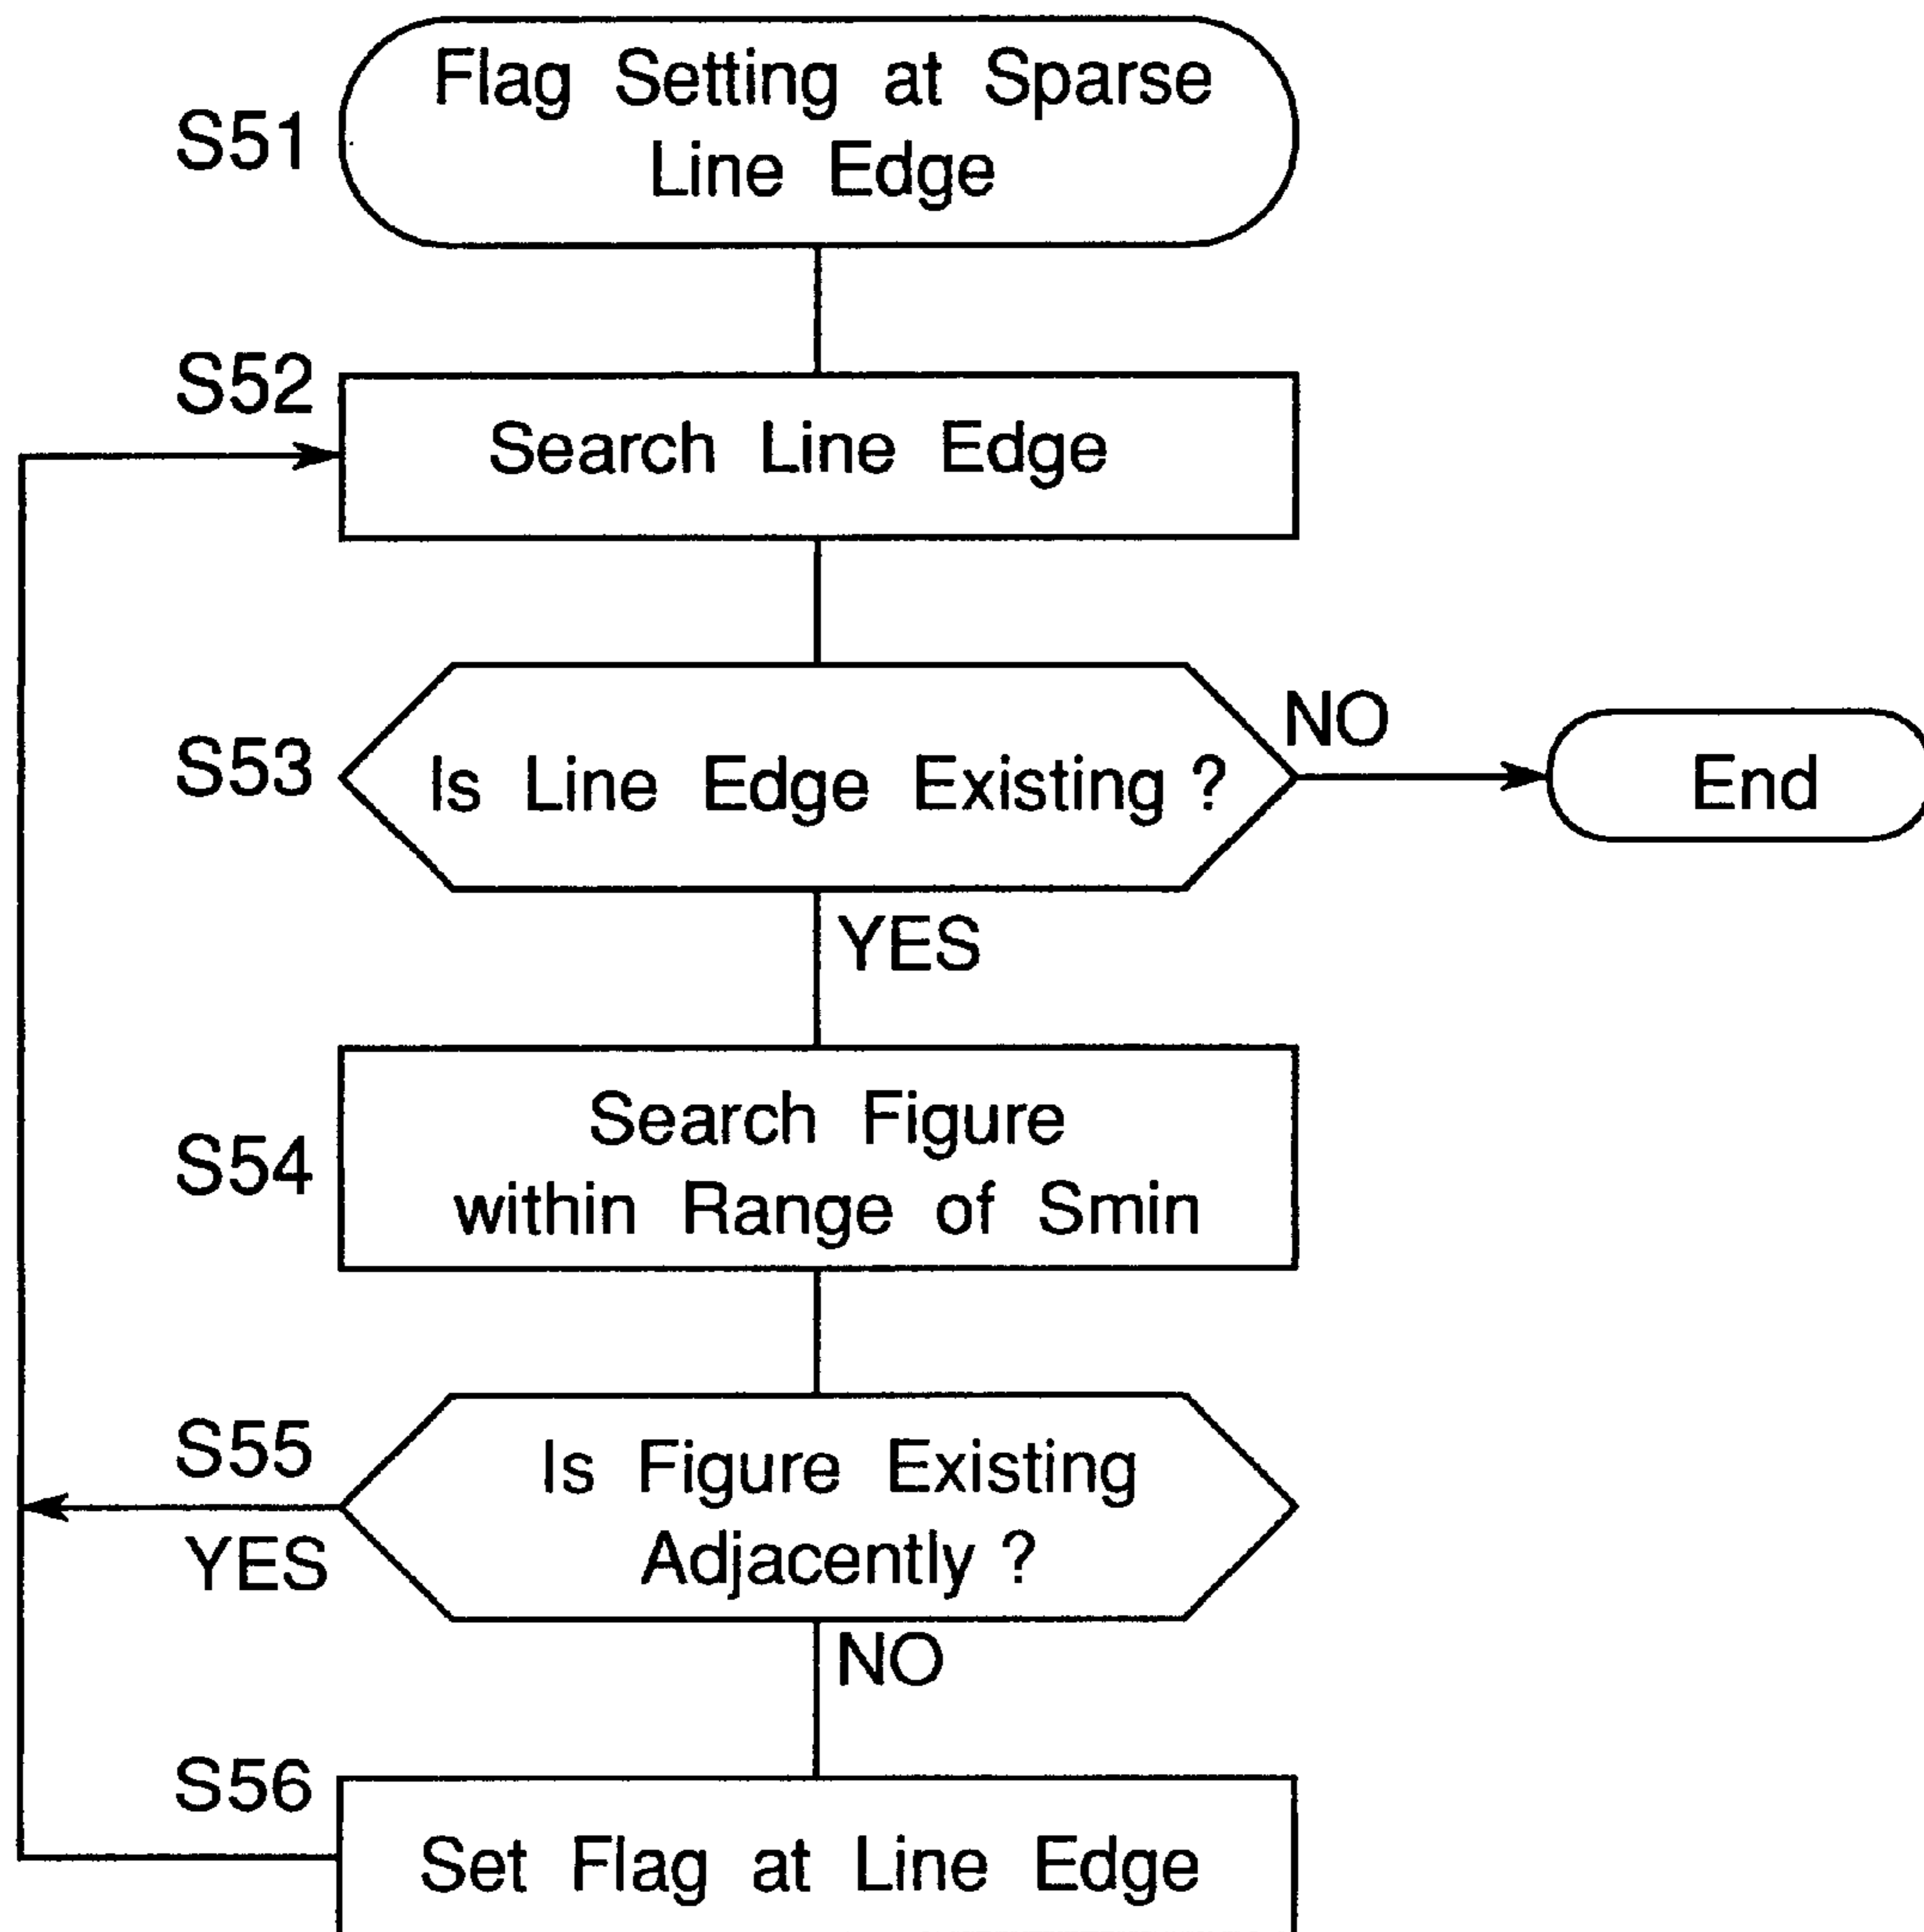 S51
Flag Setting at Sparse
Line Edge
S52
Search Line Edge
S53
Is Line Edge Existing ?
NO
End
YES
S54
Search Figure
within Range of Smin
S55
Is Figure Existing
Adjacently ?
YES
NO
S56
Set Flag at Line Edge